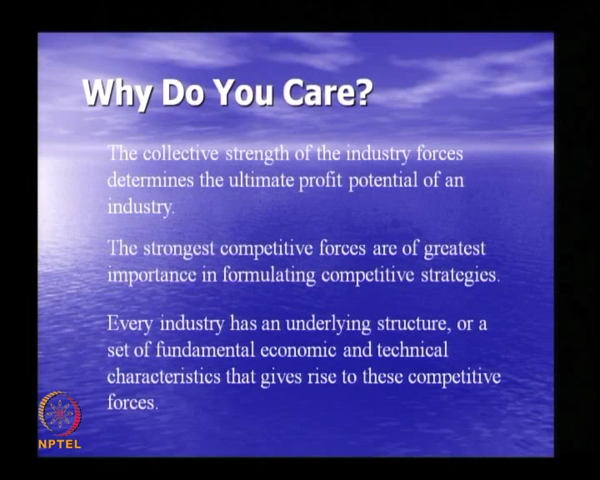 Why Do You Care?
The collective strength of the industry forces
determines the ultimate profit potential of an
industry.
The strongest competitive forces are of greatest
importance in formulating competitive strategies.
Every industry has an underlying structure, or a
set of fundamental economic and technical
characteristics that gives rise to these competitive
forces.
NPTEL